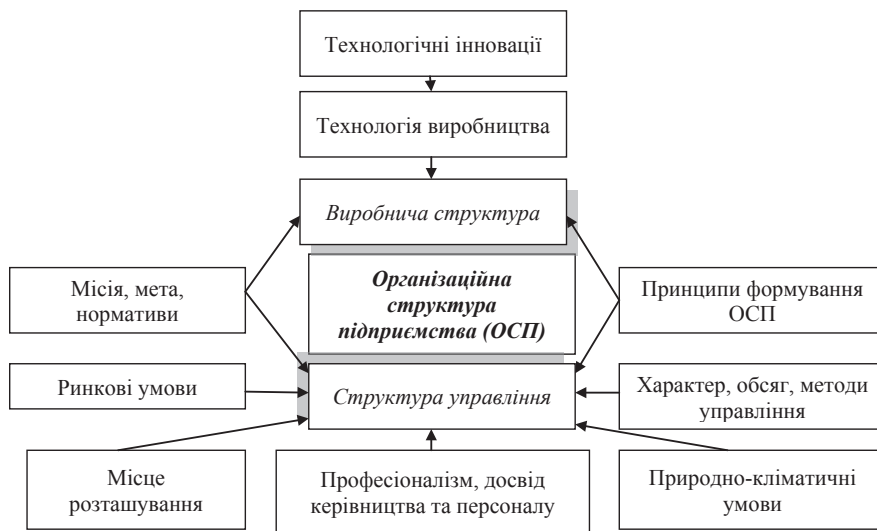 Технологічні інновації
Технологія виробництва
Виробнича структура
Місія, мета,
нормативи
Організаційна
структура
підприємства (ОСП)
Принципи формування
ОСП
Ринкові умови
Структура управління
Характер, обсяг, методи
управління
Місце
розташування
Професіоналізм, досвід
керівництва та персоналу
Природно-кліматичні
умови